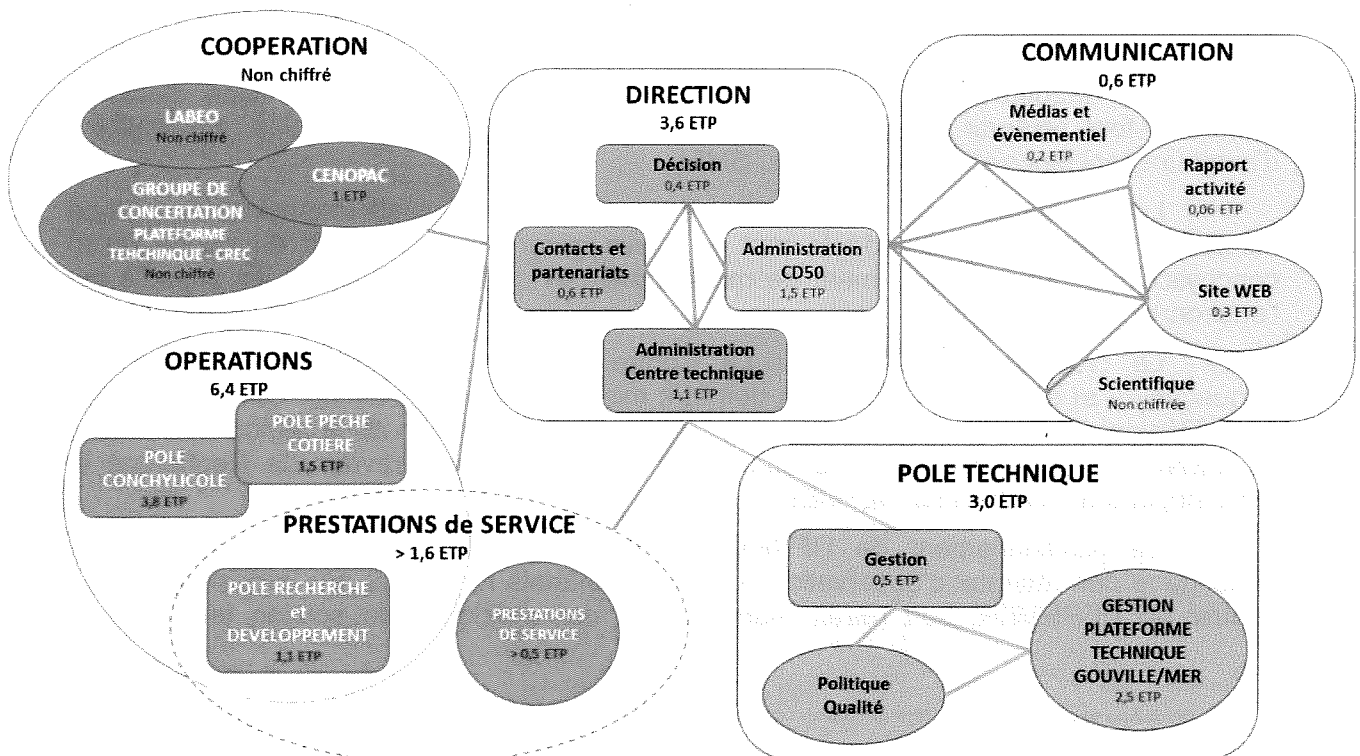 COOPERATION
Non chiffré
LABEO
Non chiffré
CENOPAC
1 ETP
GROUPE DE
CONCERTATION
PLATEFORME
TEHCHINQUE - CREC
Non chiffré
DIRECTION
3,6 ETP
Décision
0,4 ETP
Contacts et
partenariats
0,6 ETP
Administration
CD50
1,5 ETP
Administration
Centre technique
1,1 ETP
COMMUNICATION
0,6 ETP
Médias et
évènementiel
0,2 ETP
Rapport
activité
0,06 ETP
Site WEB
0,3 ETP
Scientifique
Non chiffrée
OPERATIONS
6,4 ETP
POLE PECHE
COTIERE
1,5 ETP
POLE
CONCHYLICOLE
3,8 ETP
PRESTATIONS de SERVICE
> 1,6 ETP
POLE RECHERCHE
et
DEVELOPPEMENT
1,1 ETP
PRESTATIONS
DE SERVICE
> 0,5 ETP
POLE TECHNIQUE
3,0 ETP
Gestion
0,5 ETP
Politique
Qualité
GESTION
PLATEFORME
TECHNIQUE
GOUVILLE/MER
2,5 ETP